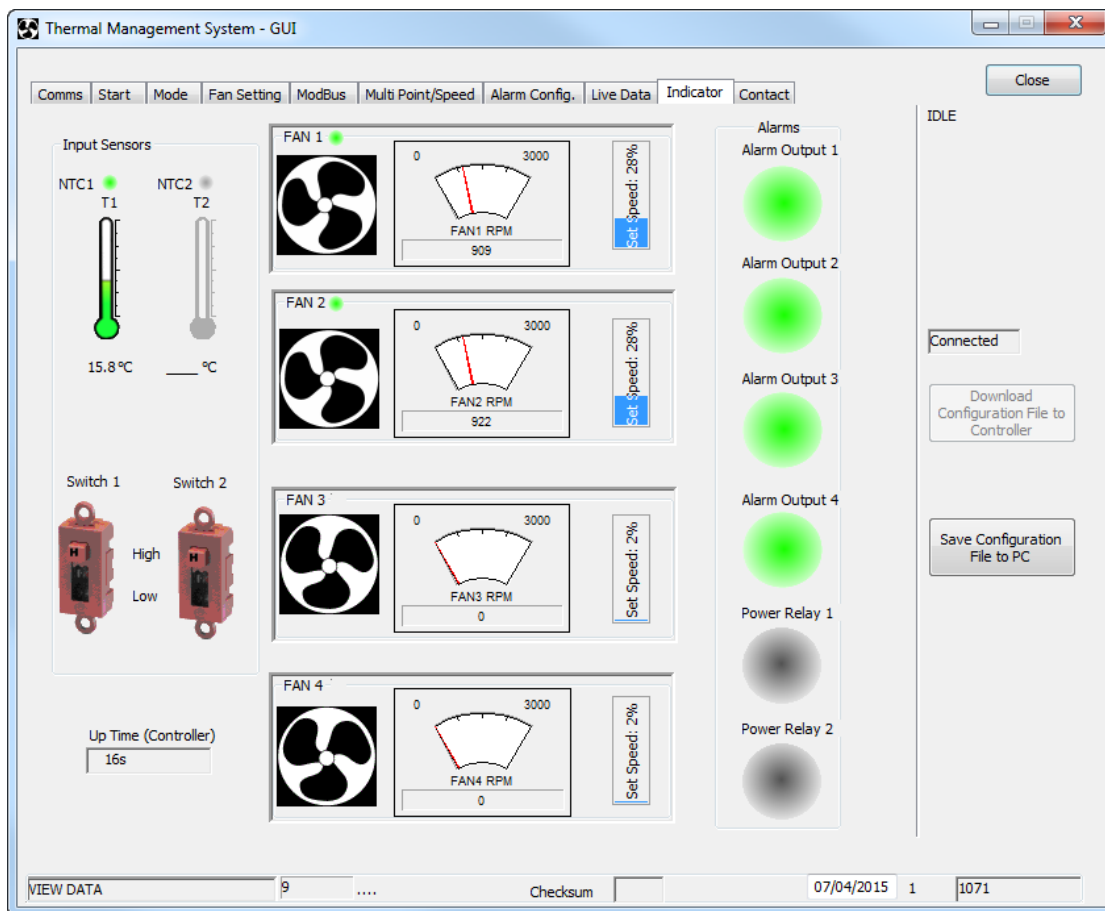 Thermal Management System - GUI
Close
Comms Start Mode Fan Setting ModBus Multi Point/Speed Alarm Config. Live Data Indicator Contact
IDLE
Input Sensors
NTC1 NTC2
T1 T2
15.8 ºC ____ ºC
Switch 1 Switch 2
H H
High
Low
Up Time (Controller)
16s
FAN 1
0 3000
FAN1 RPM
909
Set Speed: 28%
FAN 2
0 3000
FAN2 RPM
922
Set Speed: 28%
FAN 3
0 3000
FAN3 RPM
0
Set Speed: 2%
FAN 4
0 3000
FAN4 RPM
0
Set Speed: 2%
Alarms
Alarm Output 1
Alarm Output 2
Alarm Output 3
Alarm Output 4
Power Relay 1
Power Relay 2
Connected
Download
Configuration File to
Controller
Save Configuration
File to PC
VIEW DATA 9 .... Checksum 07/04/2015 1 1071